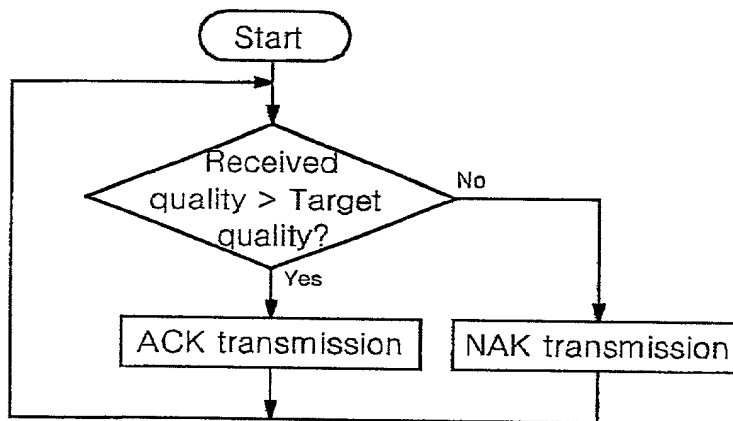 Start
Received
quality > Target
quality?
No
Yes
ACK transmission
NAK transmission